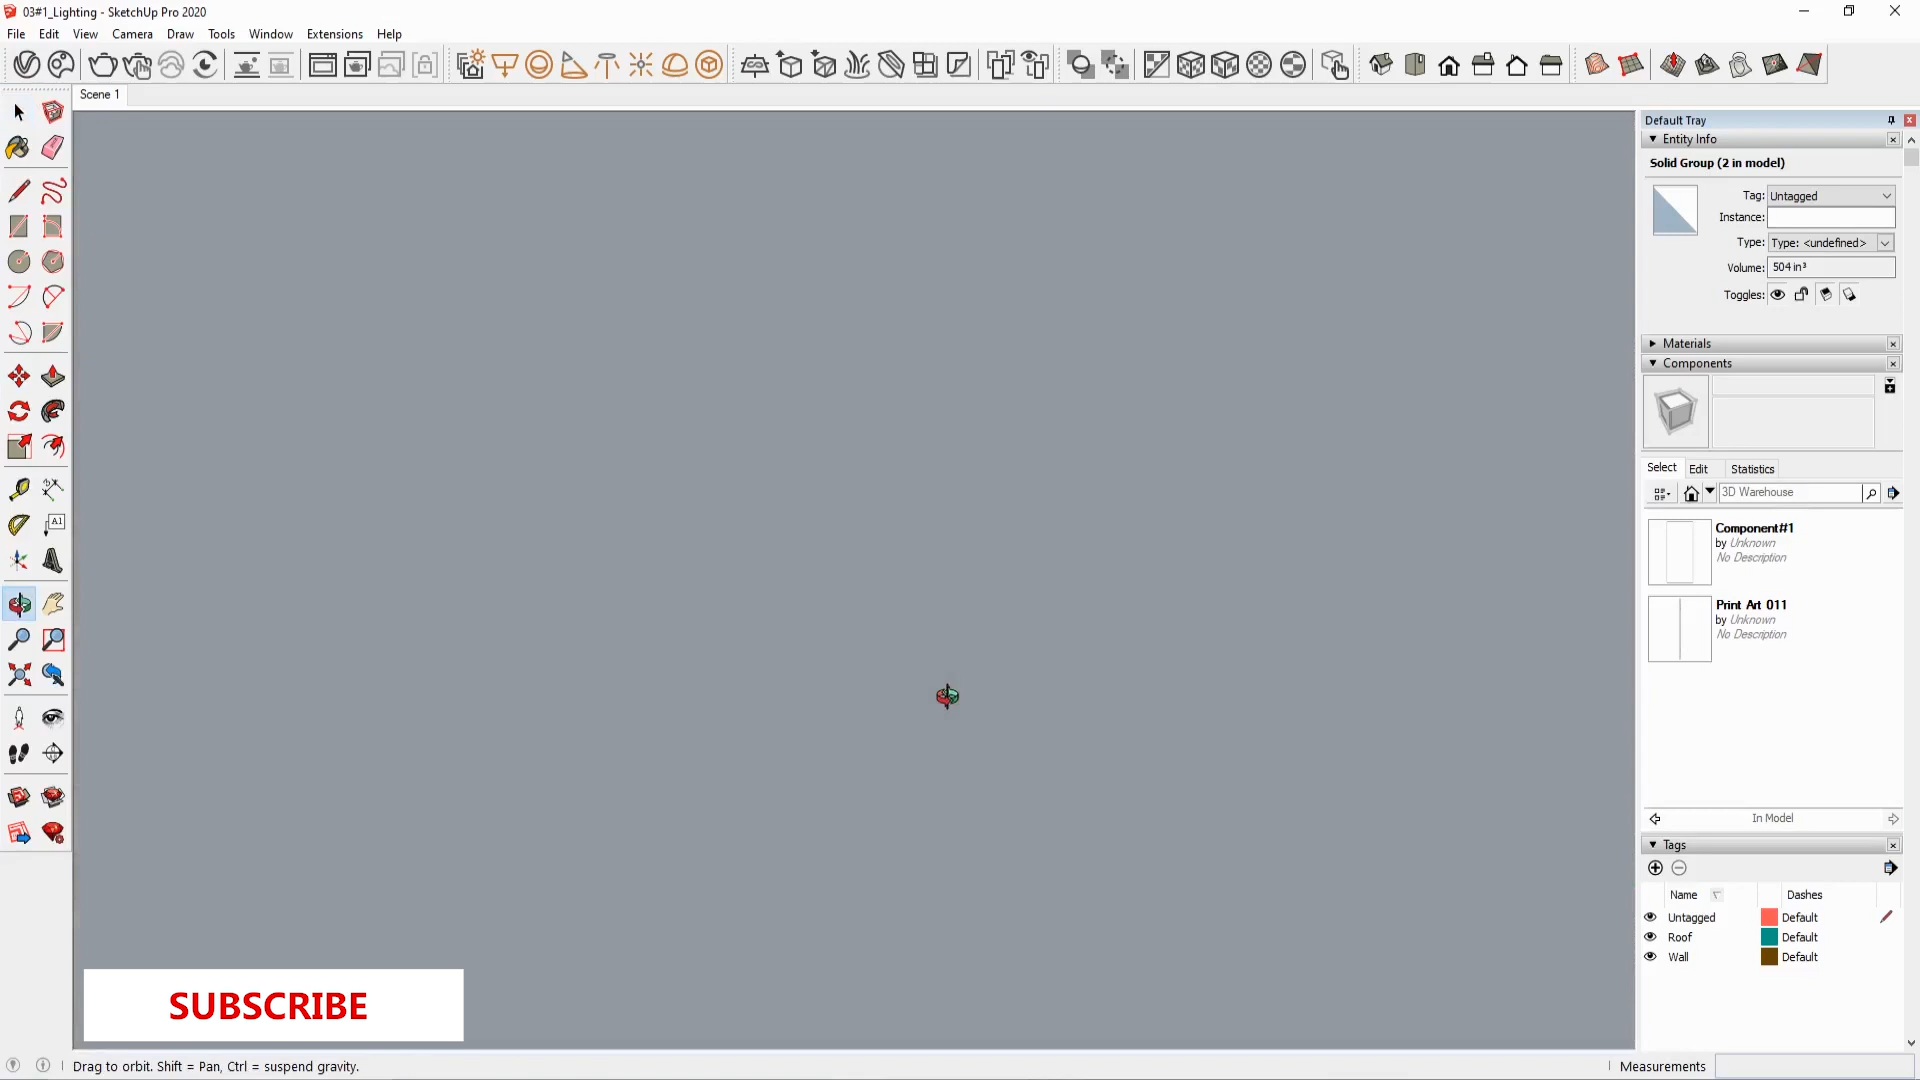 03#1_Lighting - SketchUp Pro 2020
File Edit View Camera Draw Tools Window Extensions Help
Scene 1
Default Tray
Entity Info
Solid Group (2 in model)
Tag: Untagged
Instance:
Type: Type: <undefined>
Volume: 504 in³
Toggles:
Materials
Components
Select Edit Statistics
3D Warehouse
Component#1
by Unknown
No Description
Print Art 011
by Unknown
No Description
In Model
Tags
Name Dashes
Untagged Default
Roof Default
Wall Default
A1
SUBSCRIBE
Drag to orbit. Shift = Pan, Ctrl = suspend gravity.
Measurements